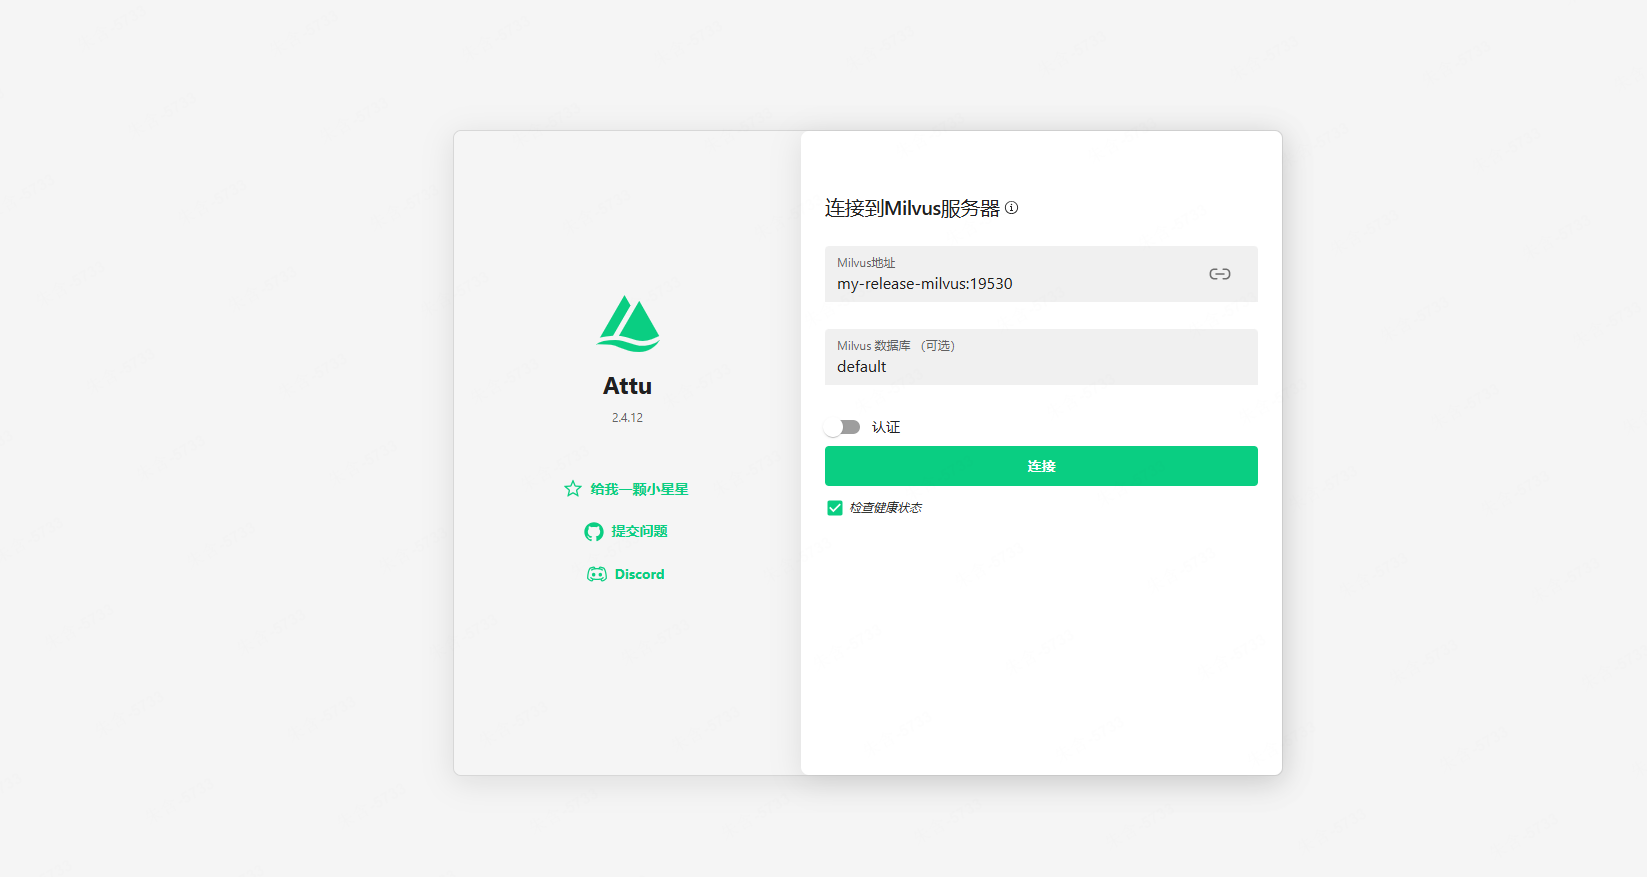 Attu
2.4.12
给我一颗小星星
提交问题
Discord
连接到Milvus服务器
Milvus地址
my-release-milvus:19530
Milvus 数据库 （可选）
default
认证
连接
检查健康状态